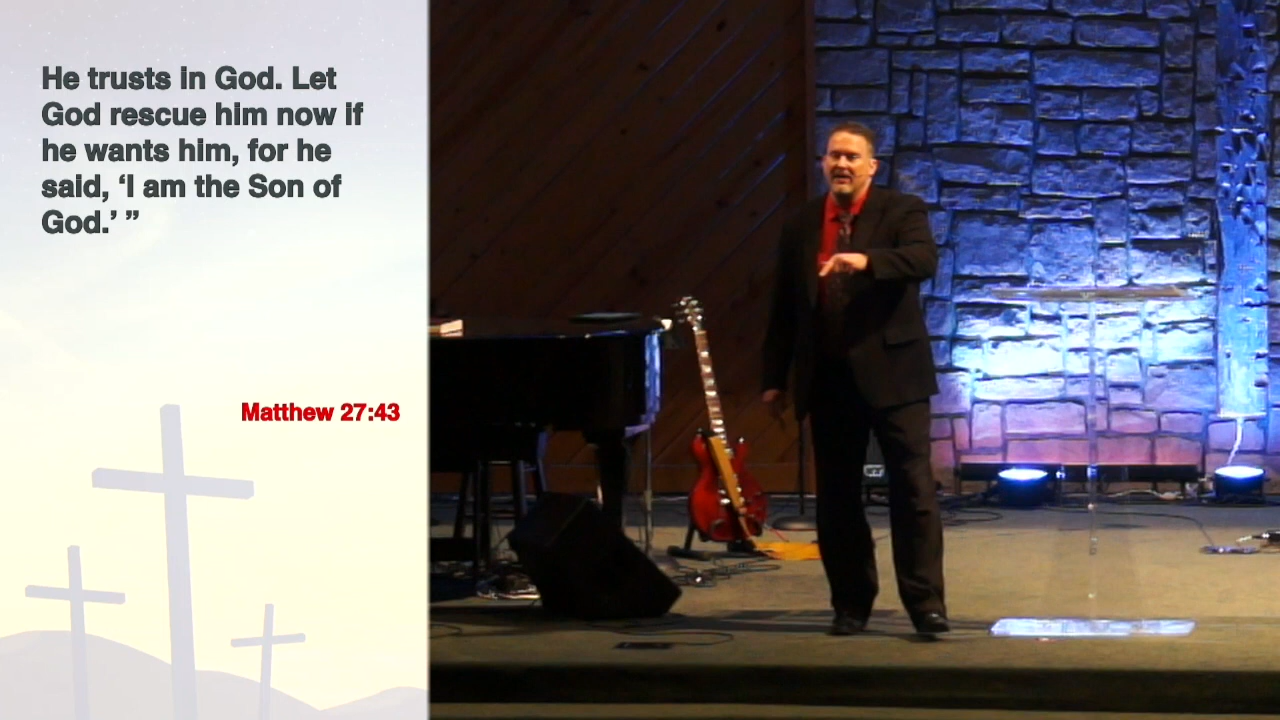 He trusts in God. Let
God rescue him now if
he wants him, for he
said, ‘I am the Son of
God.’ ”
Matthew 27:43